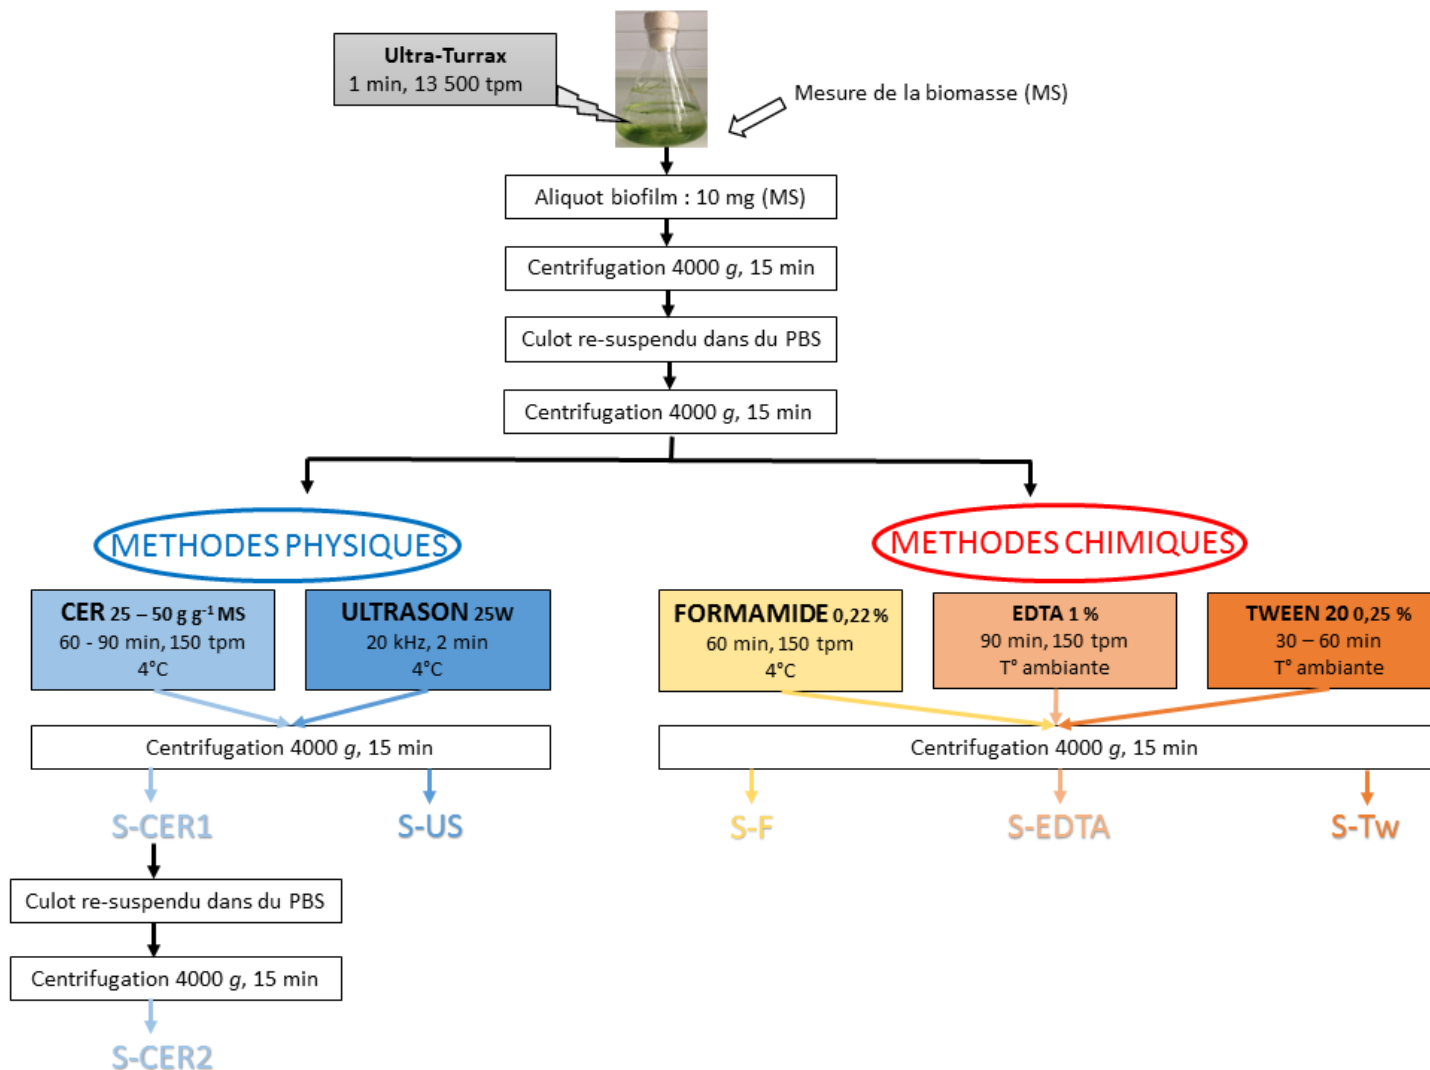 Ultra-Turrax
1 min, 13 500 tpm
Mesure de la biomasse (MS)
Aliquot biofilm : 10 mg (MS)
Centrifugation 4000 g, 15 min
Culot re-suspendu dans du PBS
Centrifugation 4000 g, 15 min
METHODES PHYSIQUES
METHODES CHIMIQUES
CER 25 – 50 g g⁻¹ MS
60 - 90 min, 150 tpm
4°C
ULTRASON 25W
20 kHz, 2 min
4°C
FORMAMIDE 0,22 %
60 min, 150 tpm
4°C
EDTA 1 %
90 min, 150 tpm
T° ambiante
TWEEN 20 0,25 %
30 – 60 min
T° ambiante
Centrifugation 4000 g, 15 min
Centrifugation 4000 g, 15 min
S-CER1
S-US
S-F
S-EDTA
S-Tw
Culot re-suspendu dans du PBS
Centrifugation 4000 g, 15 min
S-CER2